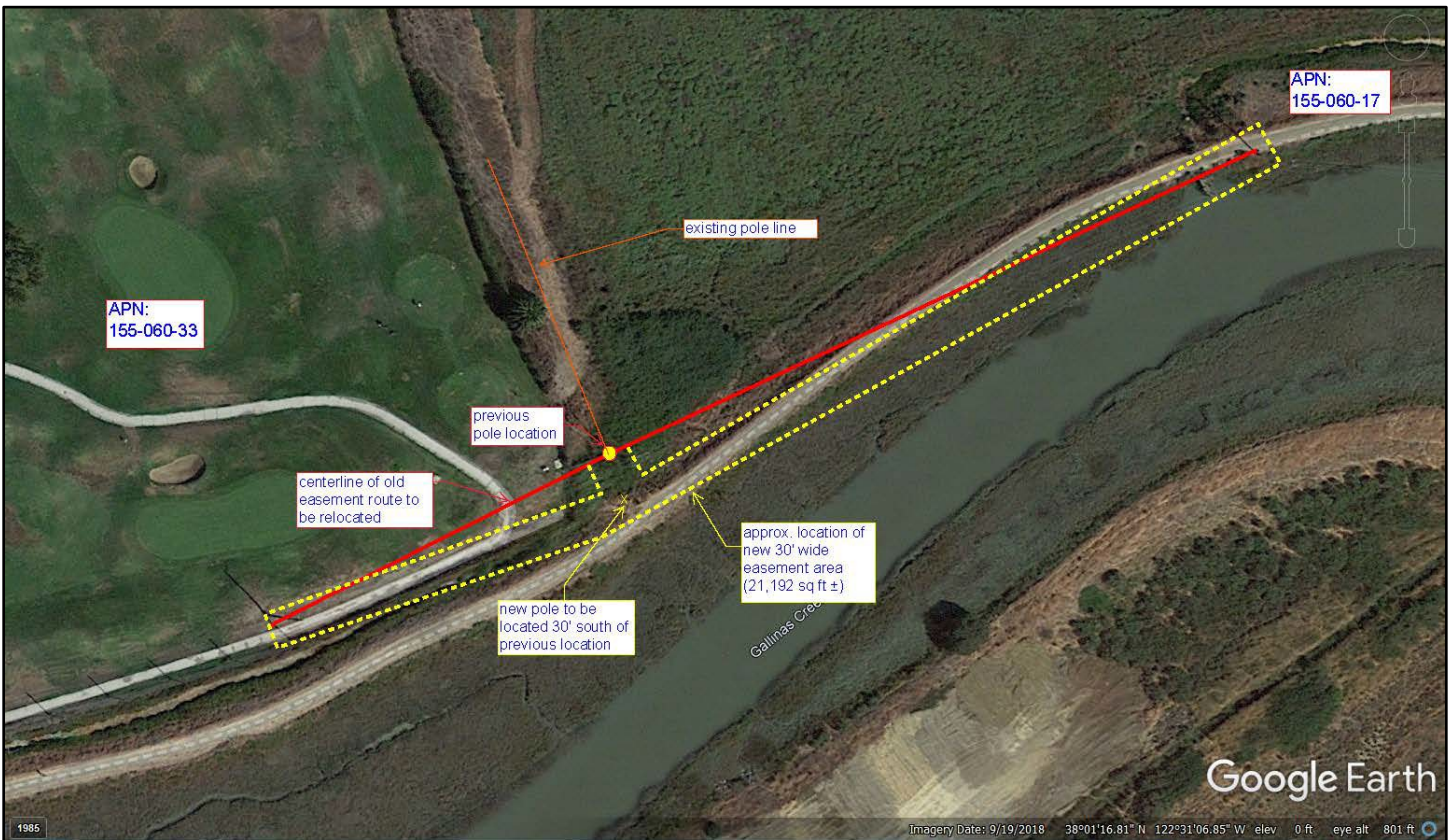 APN:
155-060-17
existing pole line
APN:
155-060-33
previous
pole location
centerline of old
easement route to
be relocated
approx. location of
new 30' wide
easement area
(21,192 sq ft ±)
new pole to be
located 30' south of
previous location
Gallinas Cree
Google Earth
1985
Imagery Date: 9/19/2018 38°01'16.81" N 122°31'06.85" W elev 0 ft eye alt 801 ft